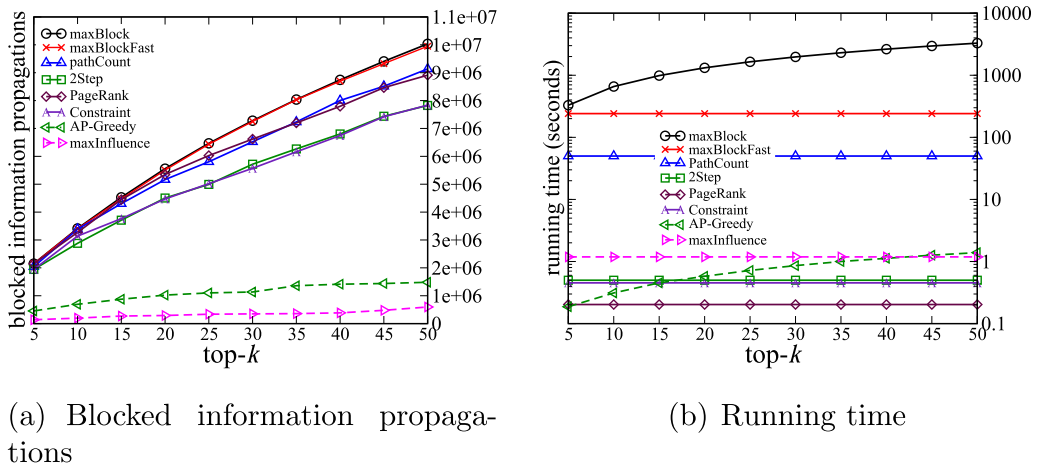 blocked information propagations
maxBlock
maxBlockFast
pathCount
2Step
PageRank
Constraint
AP-Greedy
maxInfluence
1.1e+07
1e+07
9e+06
8e+06
7e+06
6e+06
5e+06
4e+06
3e+06
2e+06
1e+06
0
5 10 15 20 25 30 35 40 45 50
top-k
running time (seconds)
maxBlock
maxBlockFast
PathCount
2Step
PageRank
Constraint
AP-Greedy
maxInfluence
10000
1000
100
10
1
0.1
5 10 15 20 25 30 35 40 45 50
top-k
(a) Blocked information propaga-
tions
(b) Running time